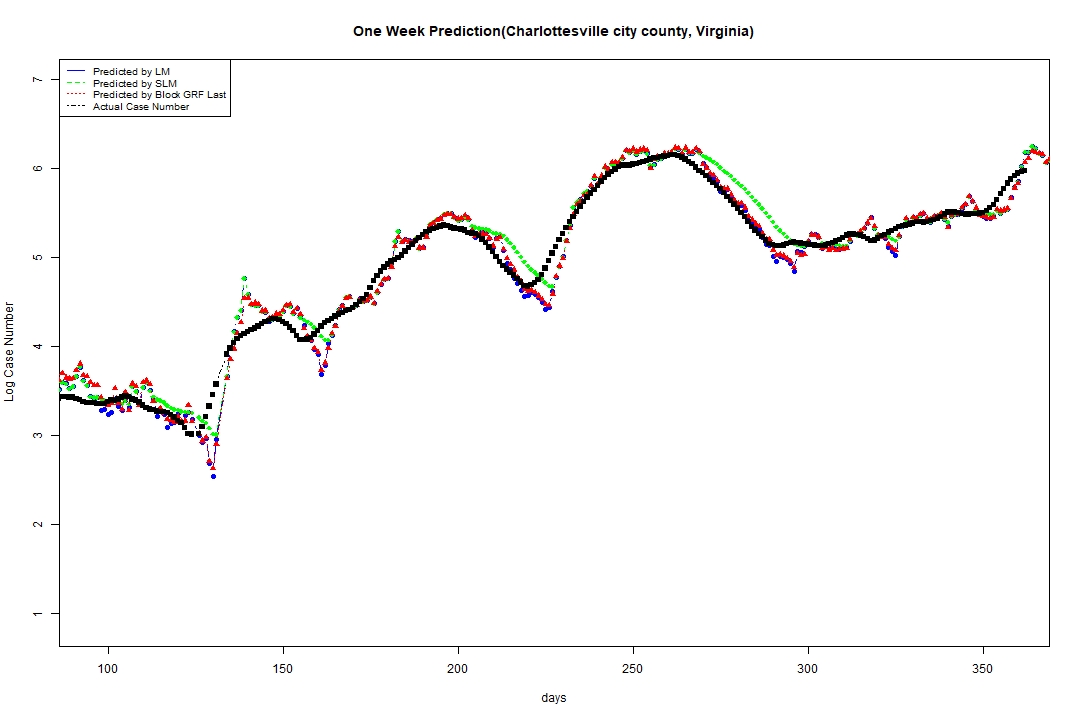 One Week Prediction(Charlottesville city county, Virginia)
Predicted by LM
Predicted by SLM
Predicted by Block GRF Last
Actual Case Number
7
6
5
4
3
2
1
Log Case Number
100 150 200 250 300 350
days